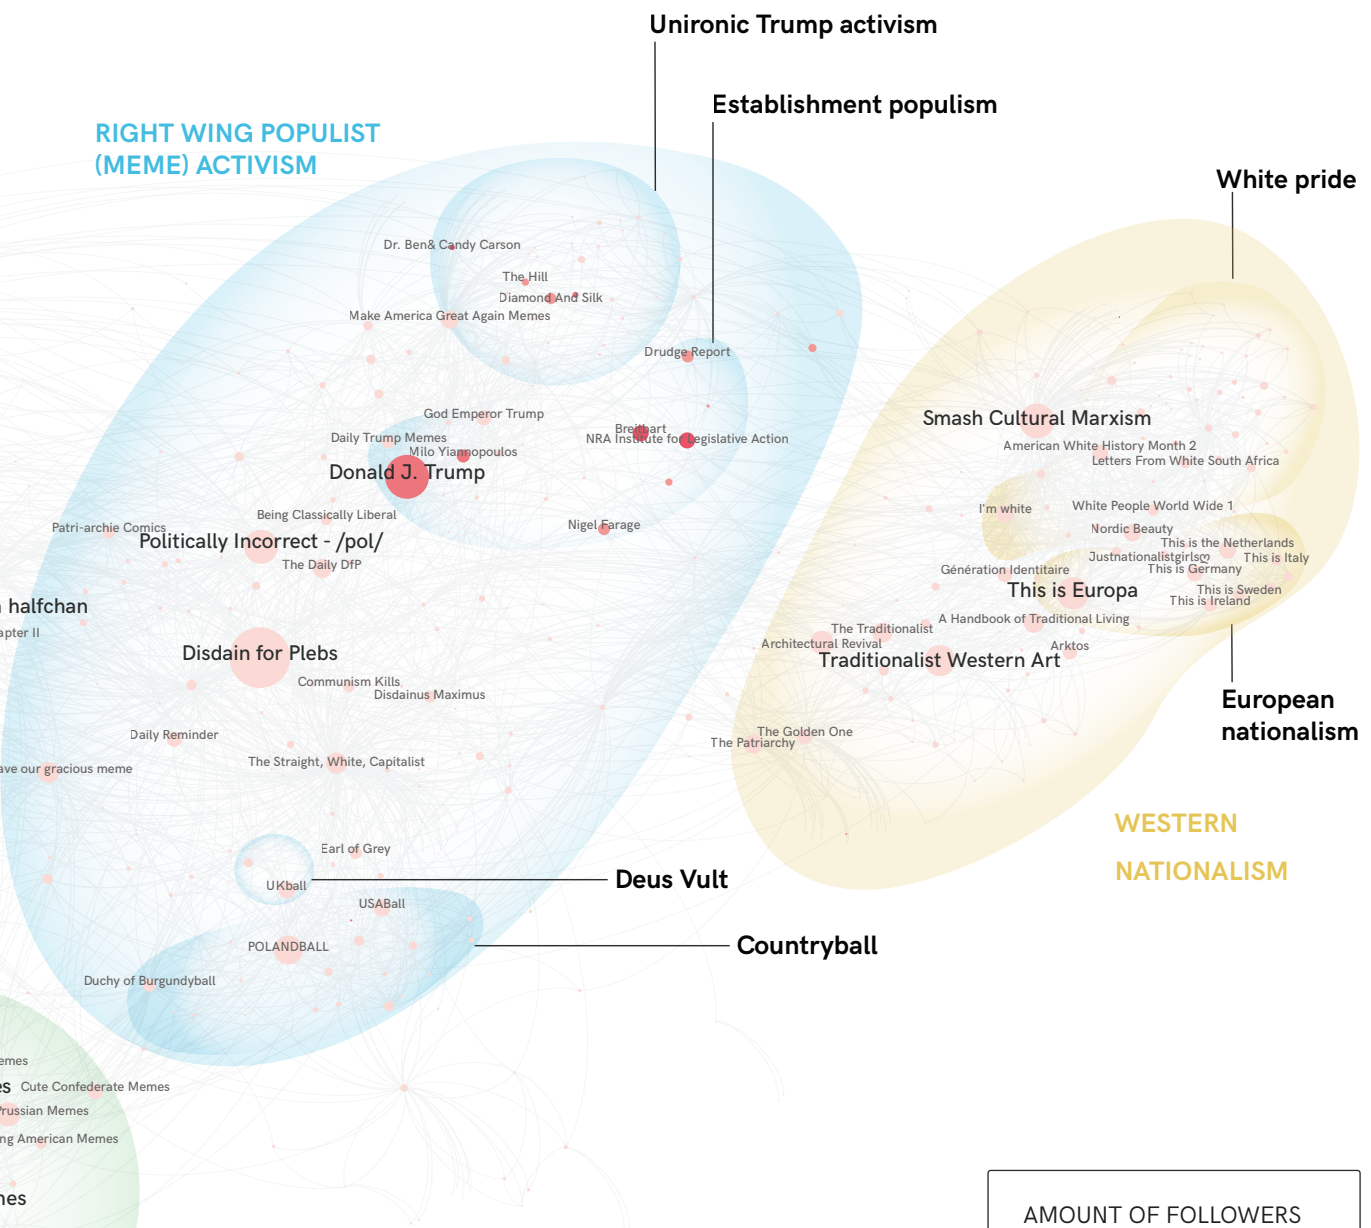 Unironic Trump activism
Establishment populism
RIGHT WING POPULIST
(MEME) ACTIVISM
White pride
Dr. Ben& Candy Carson
The Hill
Diamond And Silk
Make America Great Again Memes
Drudge Report
God Emperor Trump
Daily Trump Memes
Milo Yiannopoulos
Donald J. Trump
Breitbart
NRA Institute for Legislative Action
Being Classically Liberal
Patri-archie Comics
Politically Incorrect - /pol/
The Daily DfP
Nigel Farage
halfchan
apter II
Disdain for Plebs
Communism Kills
Disdainus Maximus
Daily Reminder
The Straight, White, Capitalist
ave our gracious meme
Earl of Grey
UKball
Deus Vult
USABall
POLANDBALL
Countryball
Duchy of Burgundyball
Smash Cultural Marxism
American White History Month 2
Letters From White South Africa
I'm white
White People World Wide 1
Nordic Beauty
This is the Netherlands
Justnationalistgirlsღ
This is Italy
This is Germany
Génération Identitaire
This is Europa
This is Sweden
This is Ireland
A Handbook of Traditional Living
The Traditionalist
Architectural Revival
Arktos
Traditionalist Western Art
The Golden One
The Patriarchy
European
nationalism
WESTERN
NATIONALISM
emes
es
Cute Confederate Memes
Prussian Memes
ng American Memes
nes
AMOUNT OF FOLLOWERS